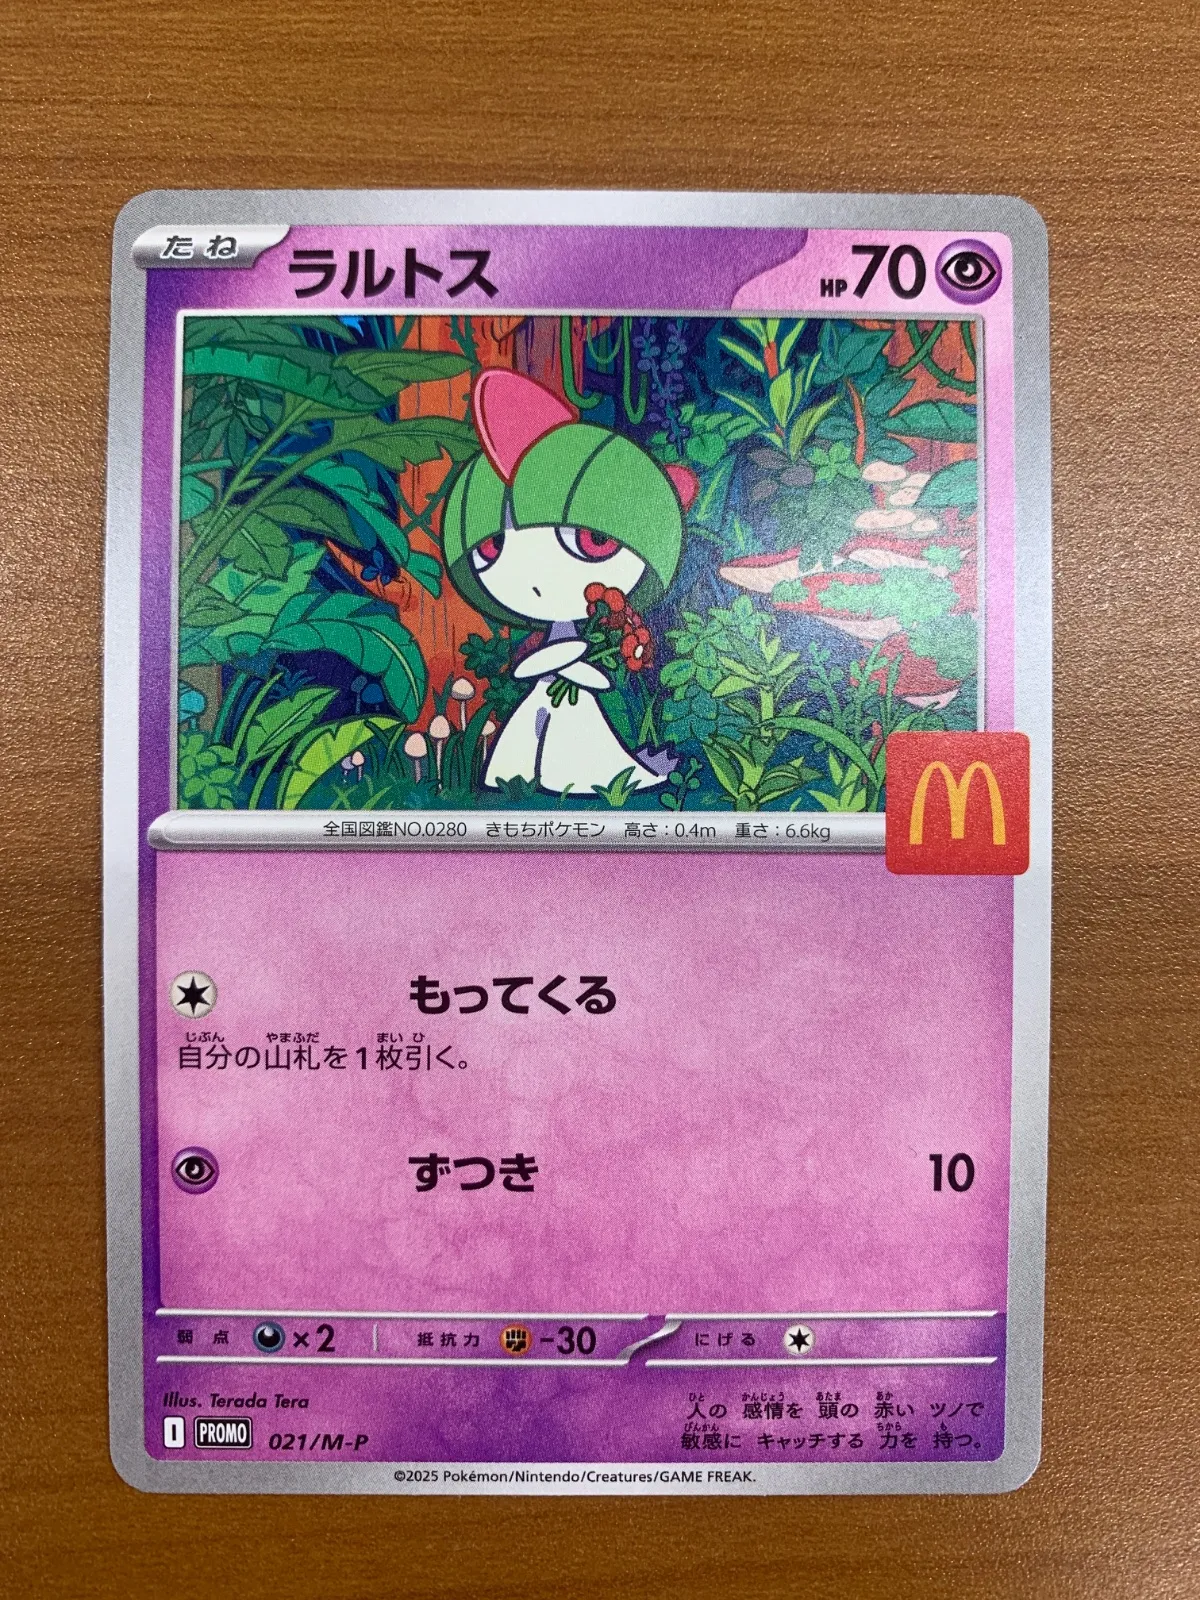 たね
ラルトス
HP70
全国図鑑NO.0280 きもちポケモン 高さ：0.4m 重さ：6.6kg
M
もってくる
じぶん やまふだ まい ひ
自分の山札を1枚引く。
ずつき 10
弱点 ×2 抵抗力 -30 にげる
Illus. Terada Tera
I PROMO 021/M-P
ひと かんじょう あたま あか
人の 感情を 頭の 赤い ツノで
びんかん ちから も
敏感に キャッチする 力を 持つ。
©2025 Pokémon/Nintendo/Creatures/GAME FREAK.